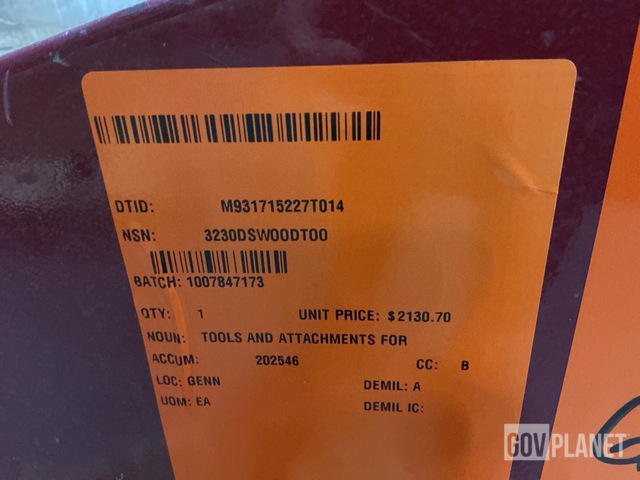 DTID: M931715227T014
NSN: 3230DSWOODTOO
BATCH: 1007847173
QTY: 1 UNIT PRICE: $2130.70
NOUN: TOOLS AND ATTACHMENTS FOR
ACCUM: 202546 CC: B
LOC: GENN DEMIL: A
UOM: EA DEMIL IC:
GOVPLANET